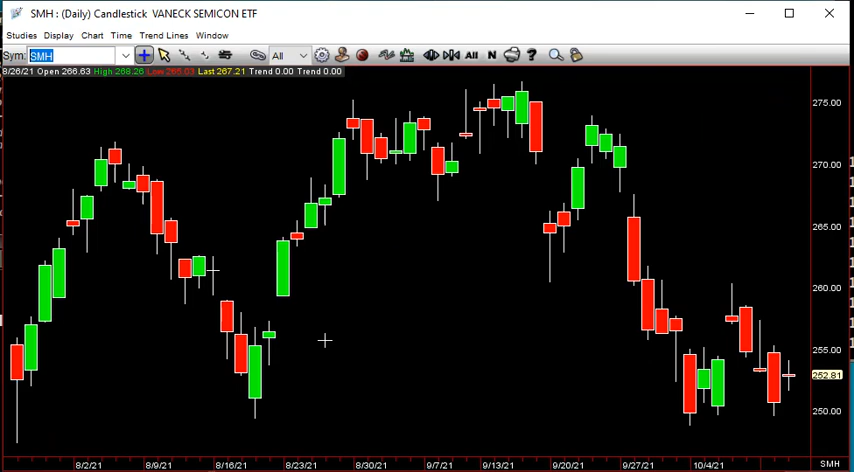 SMH : (Daily) Candlestick  VANECK SEMICON ETF
Studies Display Chart Time Trend Lines Window
Sym: SMH All All N ?
8/26/21 Open 266.63 High 268.26 Low 265.03 Last 267.21 Trend 0.00 Trend 0.00
275.00
270.00
265.00
260.00
255.00
252.81
250.00
8/2/21 8/9/21 8/16/21 8/23/21 8/30/21 9/7/21 9/13/21 9/20/21 9/27/21 10/4/21 SMH